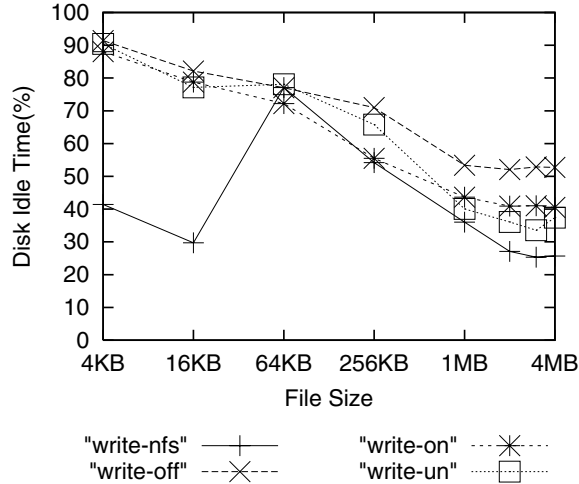 100
90
80
70
60
50
40
30
20
10
0
Disk Idle Time(%)
4KB 16KB 64KB 256KB 1MB 4MB
File Size
"write-nfs" "write-on"
"write-off" "write-un"